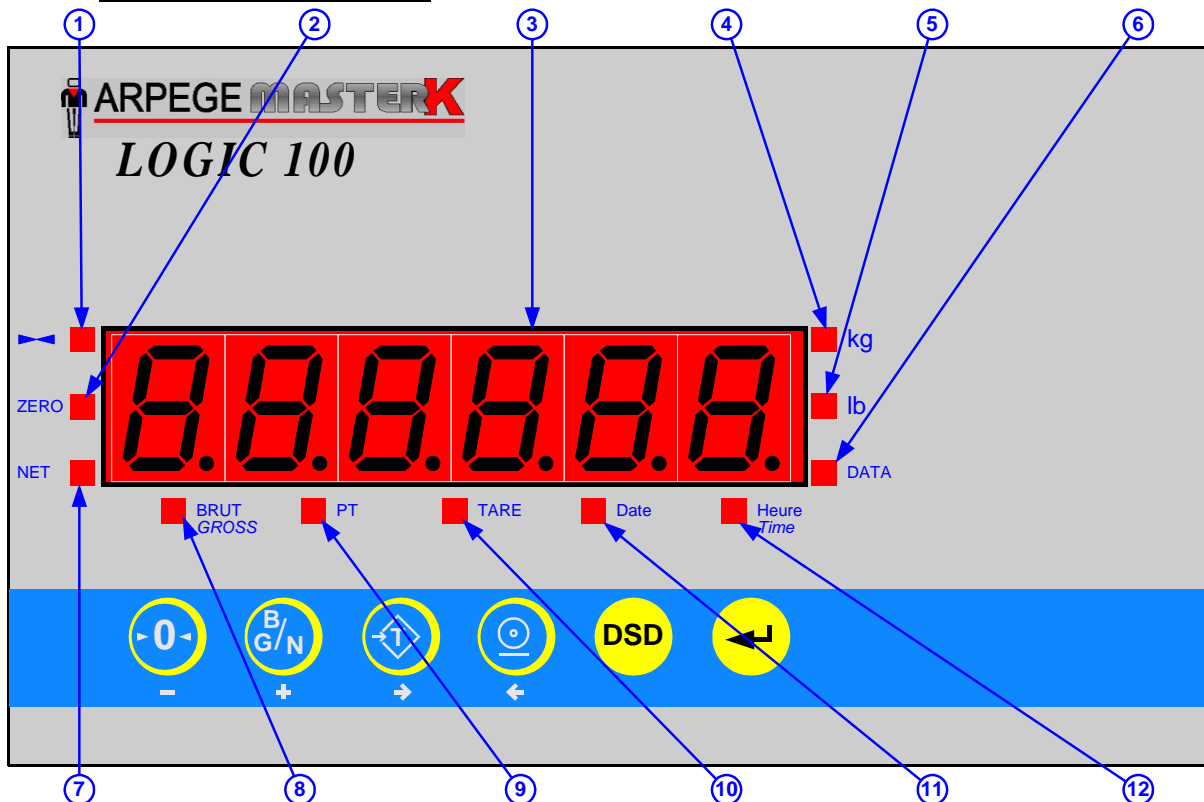 1 2 3 4 5 6
ARPEGE MASTERK
LOGIC 100
kg
ZERO lb
NET DATA
BRUT PT TARE Date Heure
GROSS Time
0 B/G/N T DSD
- +
7 8 9 10 11 12